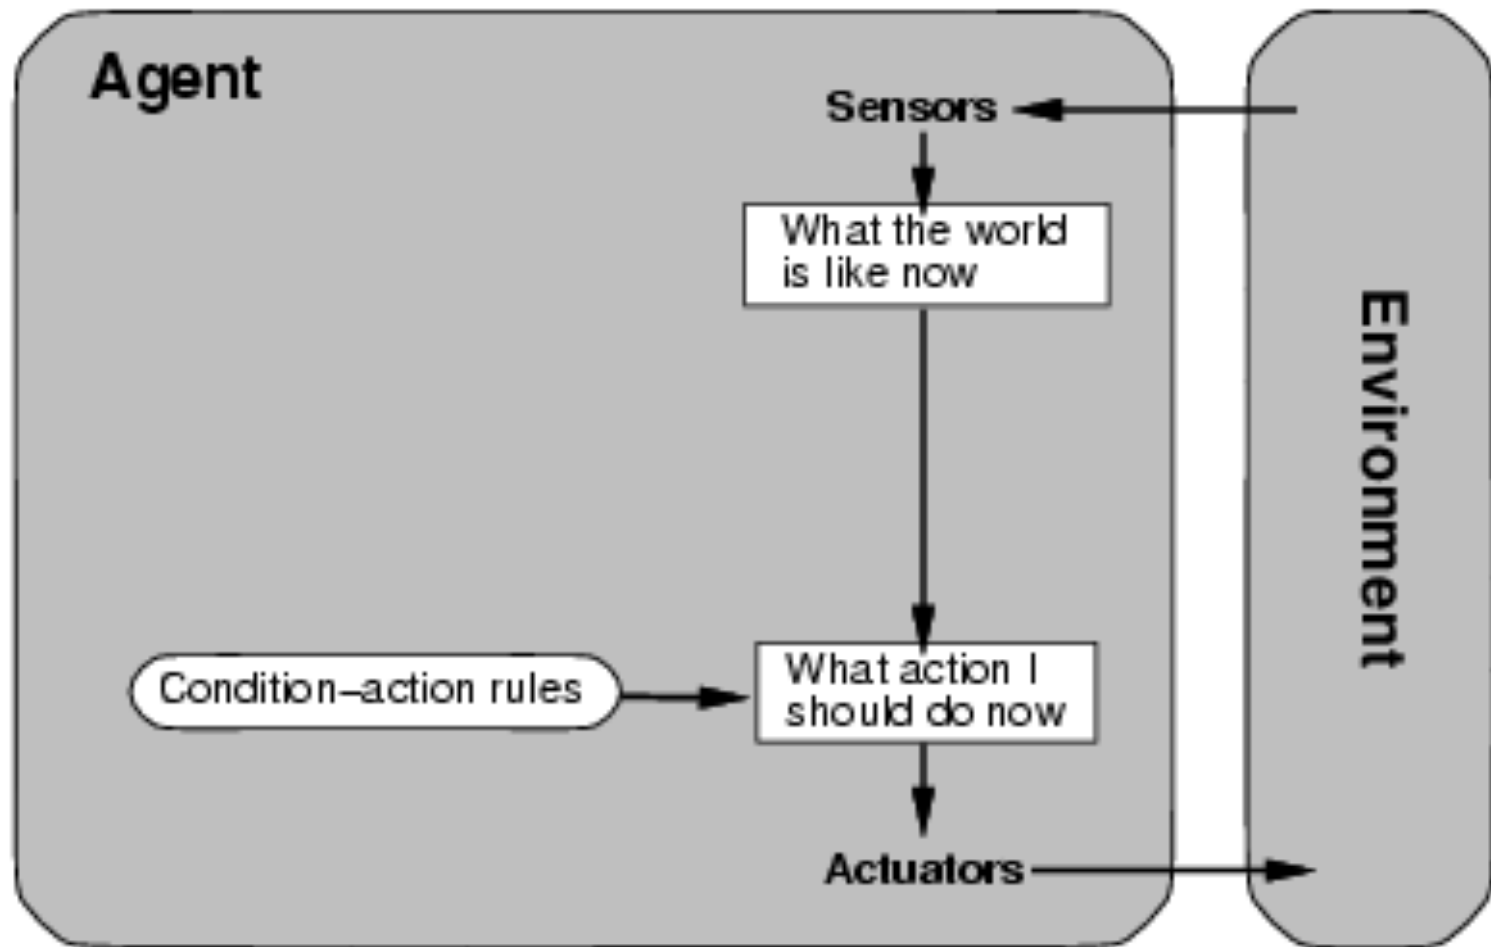 Agent
Sensors
What the world
is like now
Environment
Condition–action rules
What action I
should do now
Actuators